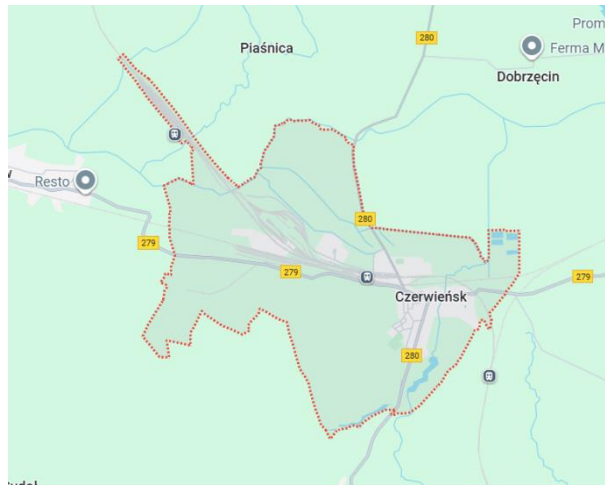 Prom
280
Piaśnica
Ferma M
Dobrzęcin
Resto
280
279
279
279
Czerwieńsk
280